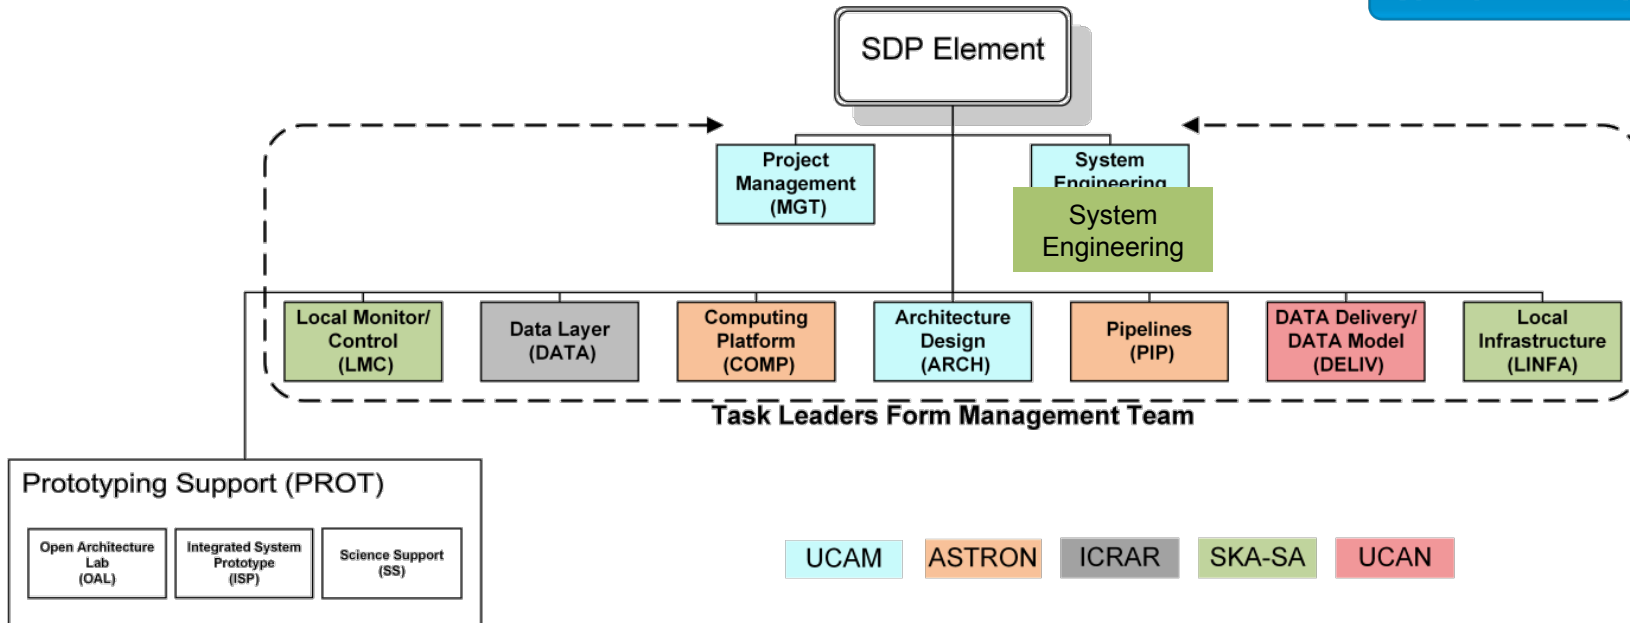 SDP Element
Project
Management
(MGT)
System
Engineering
System
Engineering
Local Monitor/
Control
(LMC)
Data Layer
(DATA)
Computing
Platform
(COMP)
Architecture
Design
(ARCH)
Pipelines
(PIP)
DATA Delivery/
DATA Model
(DELIV)
Local
Infrastructure
(LINFA)
Task Leaders Form Management Team
Prototyping Support (PROT)
Open Architecture
Lab
(OAL)
Integrated System
Prototype
(ISP)
Science Support
(SS)
UCAM
ASTRON
ICRAR
SKA-SA
UCAN